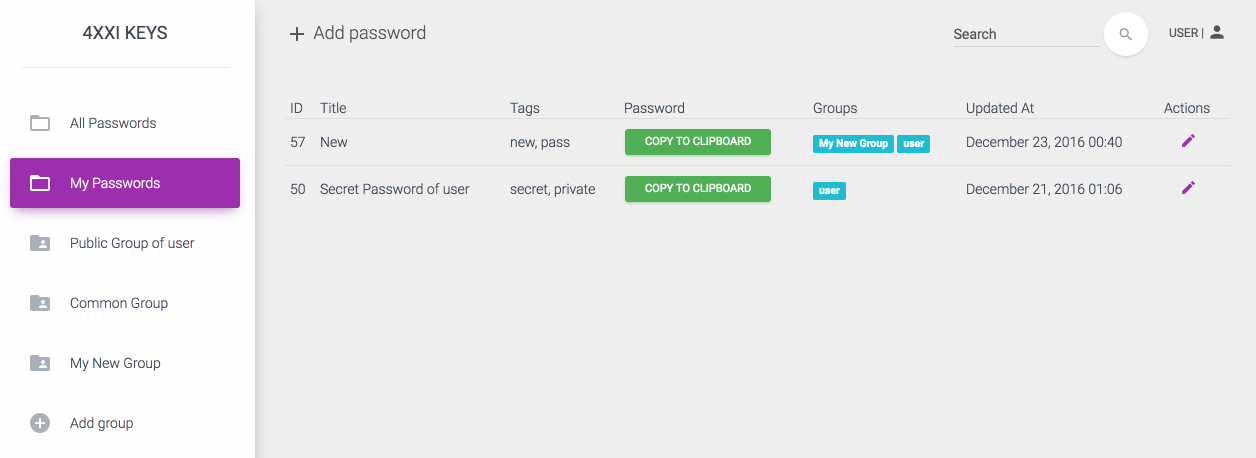 4XXI KEYS
All Passwords
My Passwords
Public Group of user
Common Group
My New Group
Add group
Add password
Search
USER |
ID Title Tags Password Groups Updated At Actions
57 New new, pass COPY TO CLIPBOARD My New Group user December 23, 2016 00:40
50 Secret Password of user secret, private COPY TO CLIPBOARD user December 21, 2016 01:06